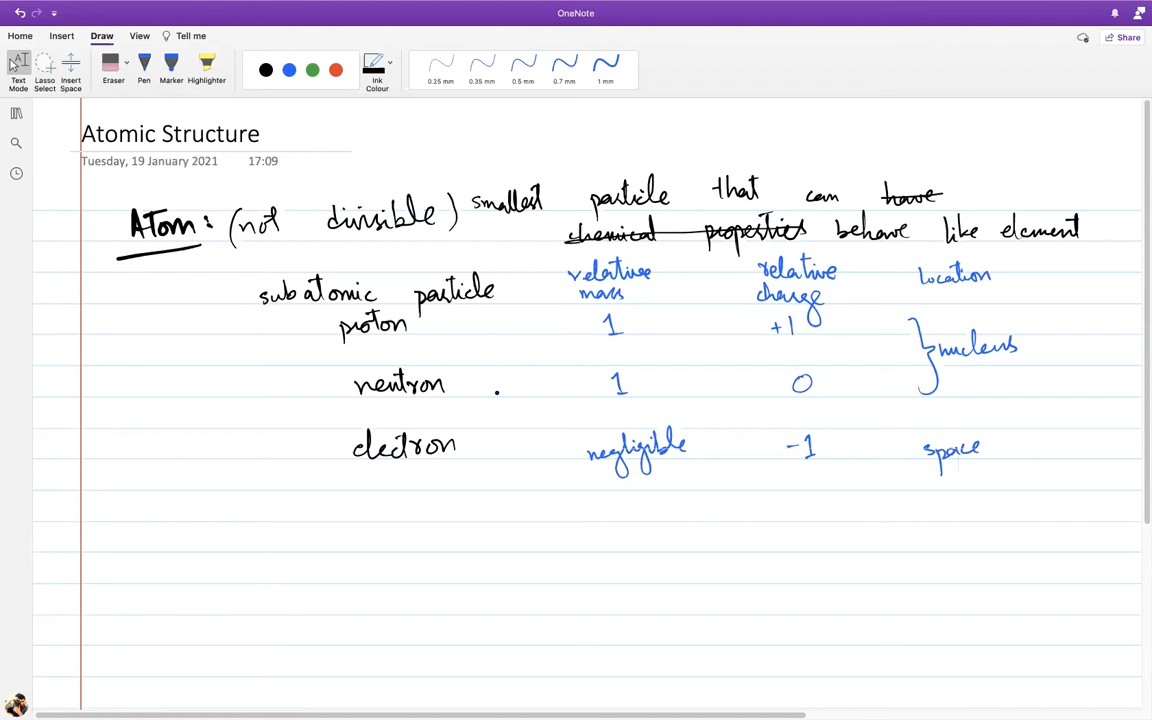 OneNote
Home Insert Draw View Tell me
Share
Text Mode
Lasso Select
Insert Space
Eraser
Pen
Marker
Highlighter
Ink Colour
0.25 mm
0.35 mm
0.5 mm
0.7 mm
1 mm
Atomic Structure
Tuesday, 19 January 2021 17:09
Atom: (not divisible) smallest particle that can have
chemical properties behave like element
subatomic particle relative mass relative charge location
proton 1 +1
nucleus
neutron 1 0
electron negligible -1 space